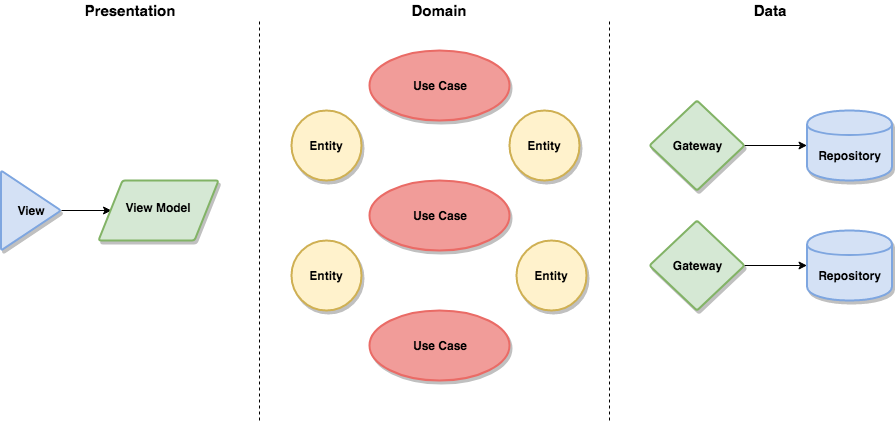 Presentation
Domain
Data
Use Case
Entity
Entity
Gateway
Repository
View
View Model
Use Case
Entity
Entity
Gateway
Repository
Use Case